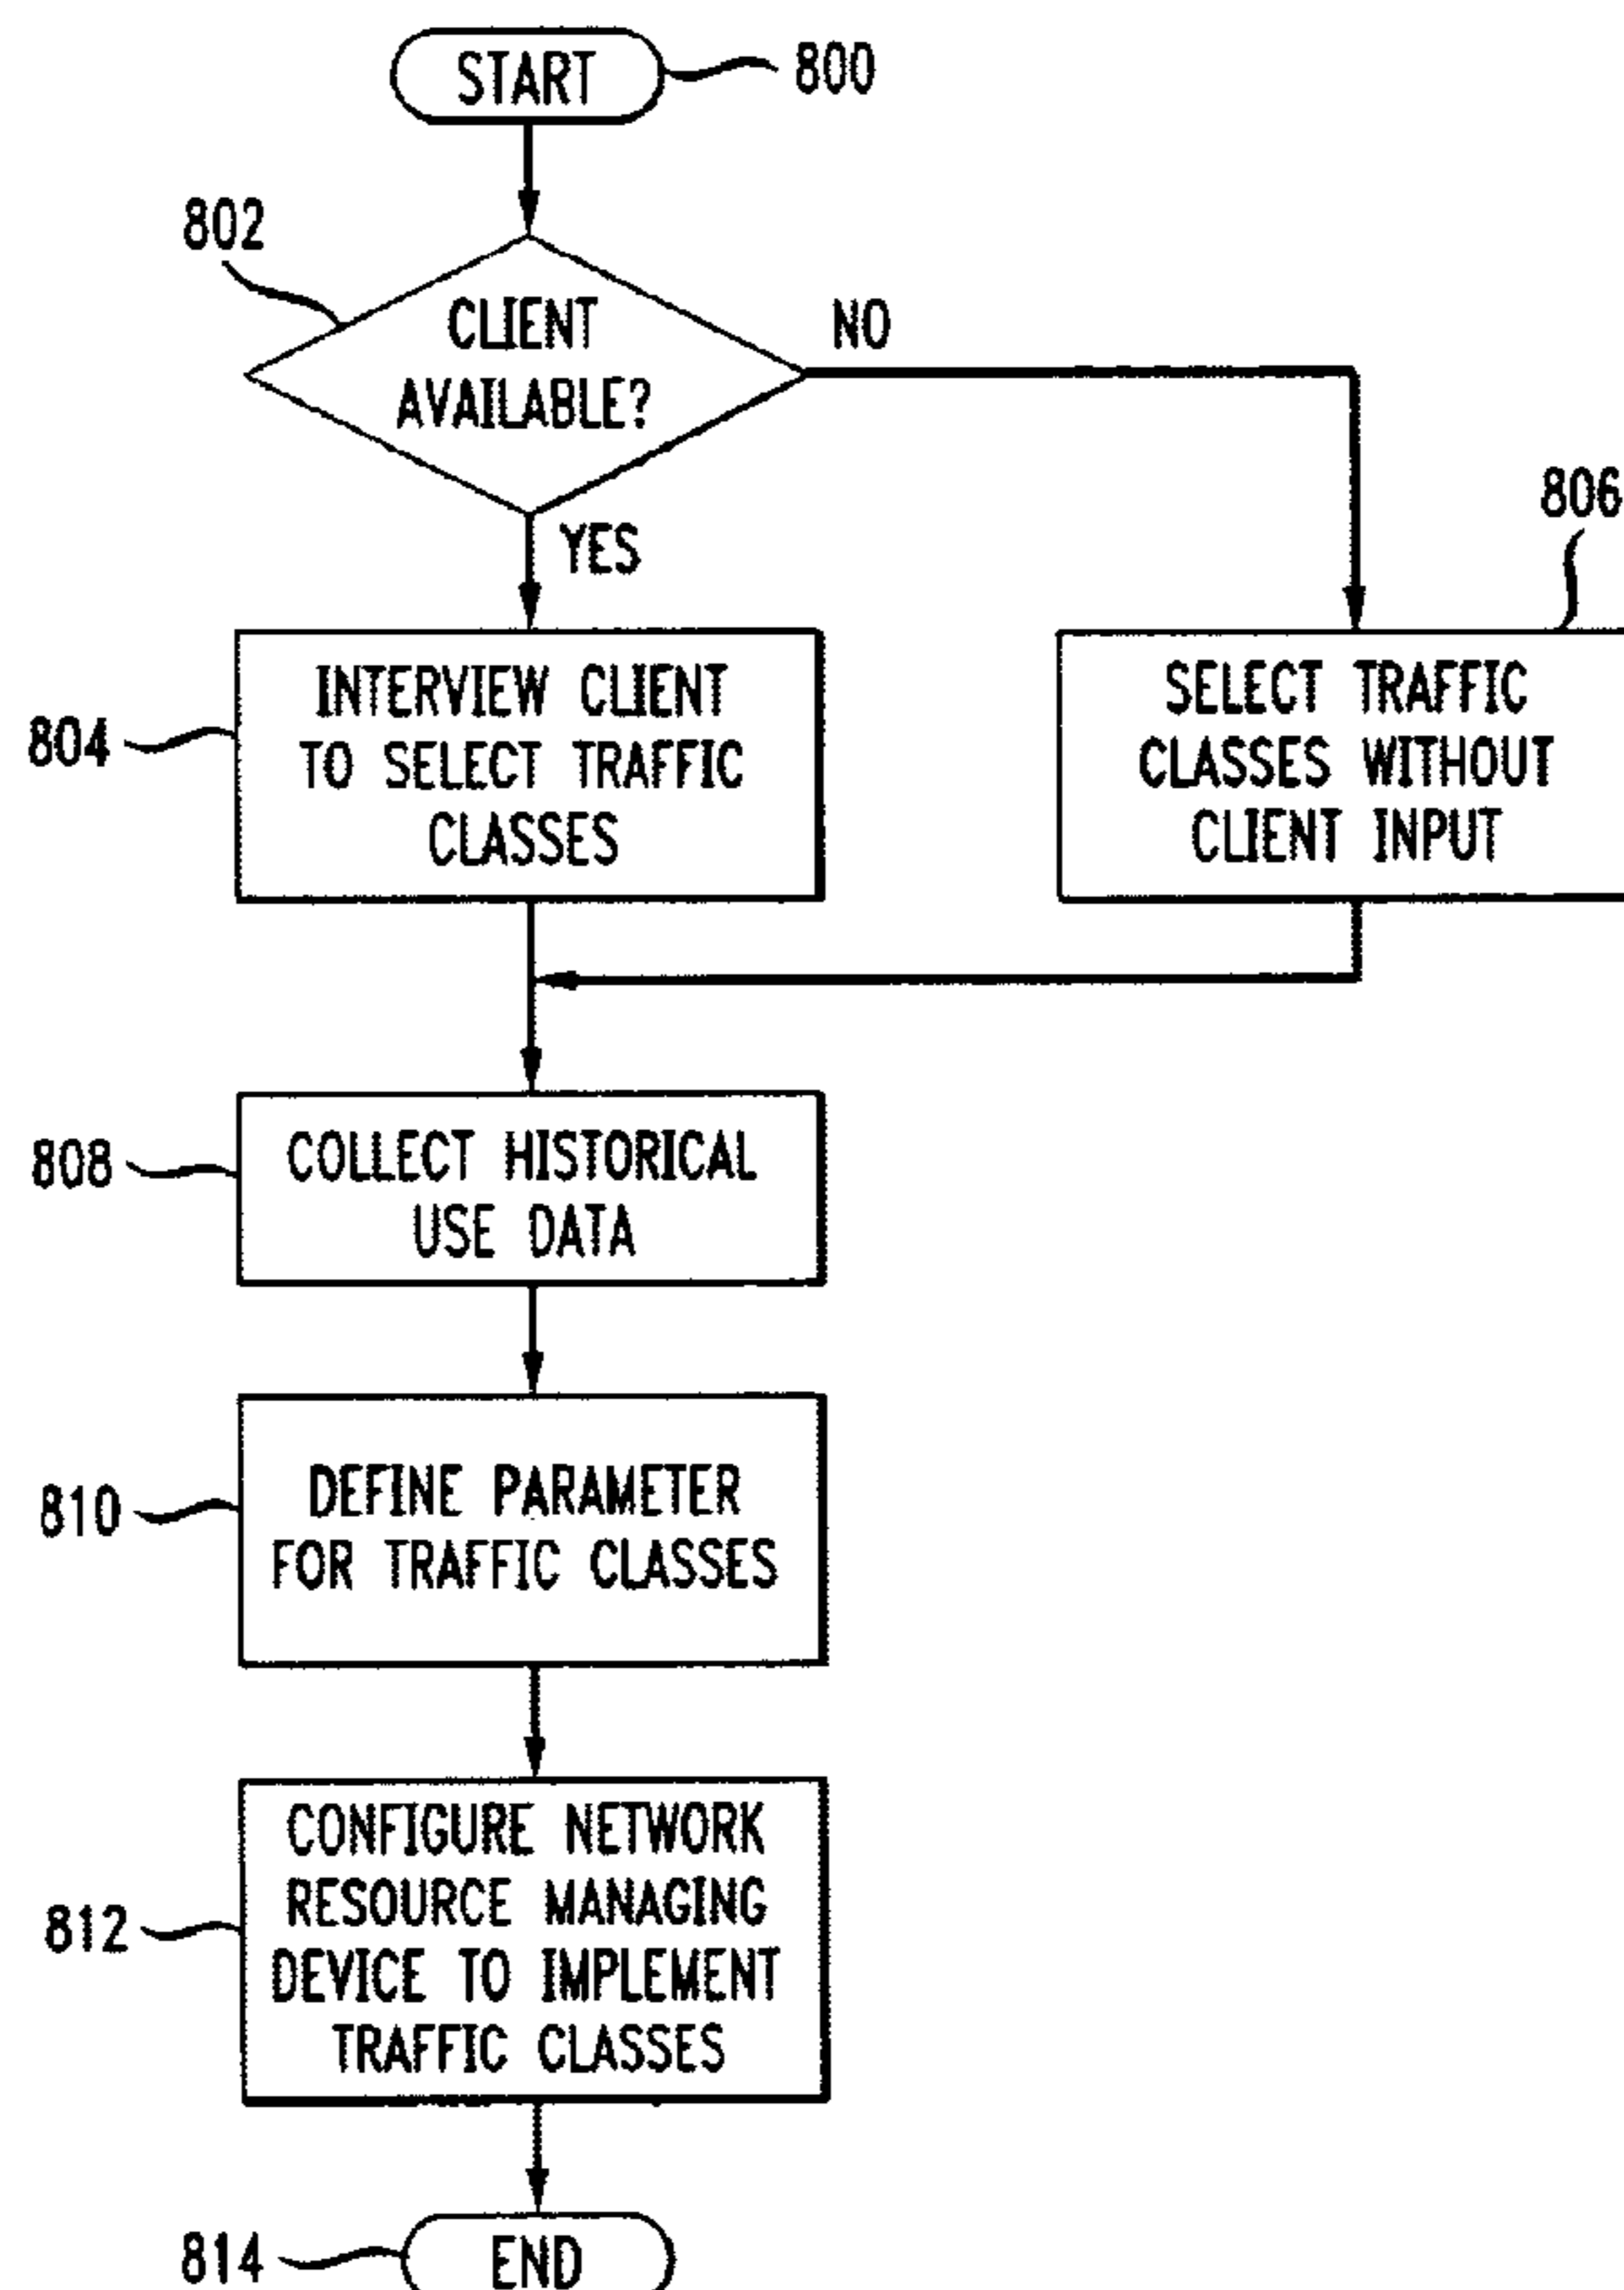 START
800
802
CLIENT
AVAILABLE?
NO
YES
806
804
INTERVIEW CLIENT
TO SELECT TRAFFIC
CLASSES
SELECT TRAFFIC
CLASSES WITHOUT
CLIENT INPUT
808
COLLECT HISTORICAL
USE DATA
810
DEFINE PARAMETER
FOR TRAFFIC CLASSES
812
CONFIGURE NETWORK
RESOURCE MANAGING
DEVICE TO IMPLEMENT
TRAFFIC CLASSES
814
END